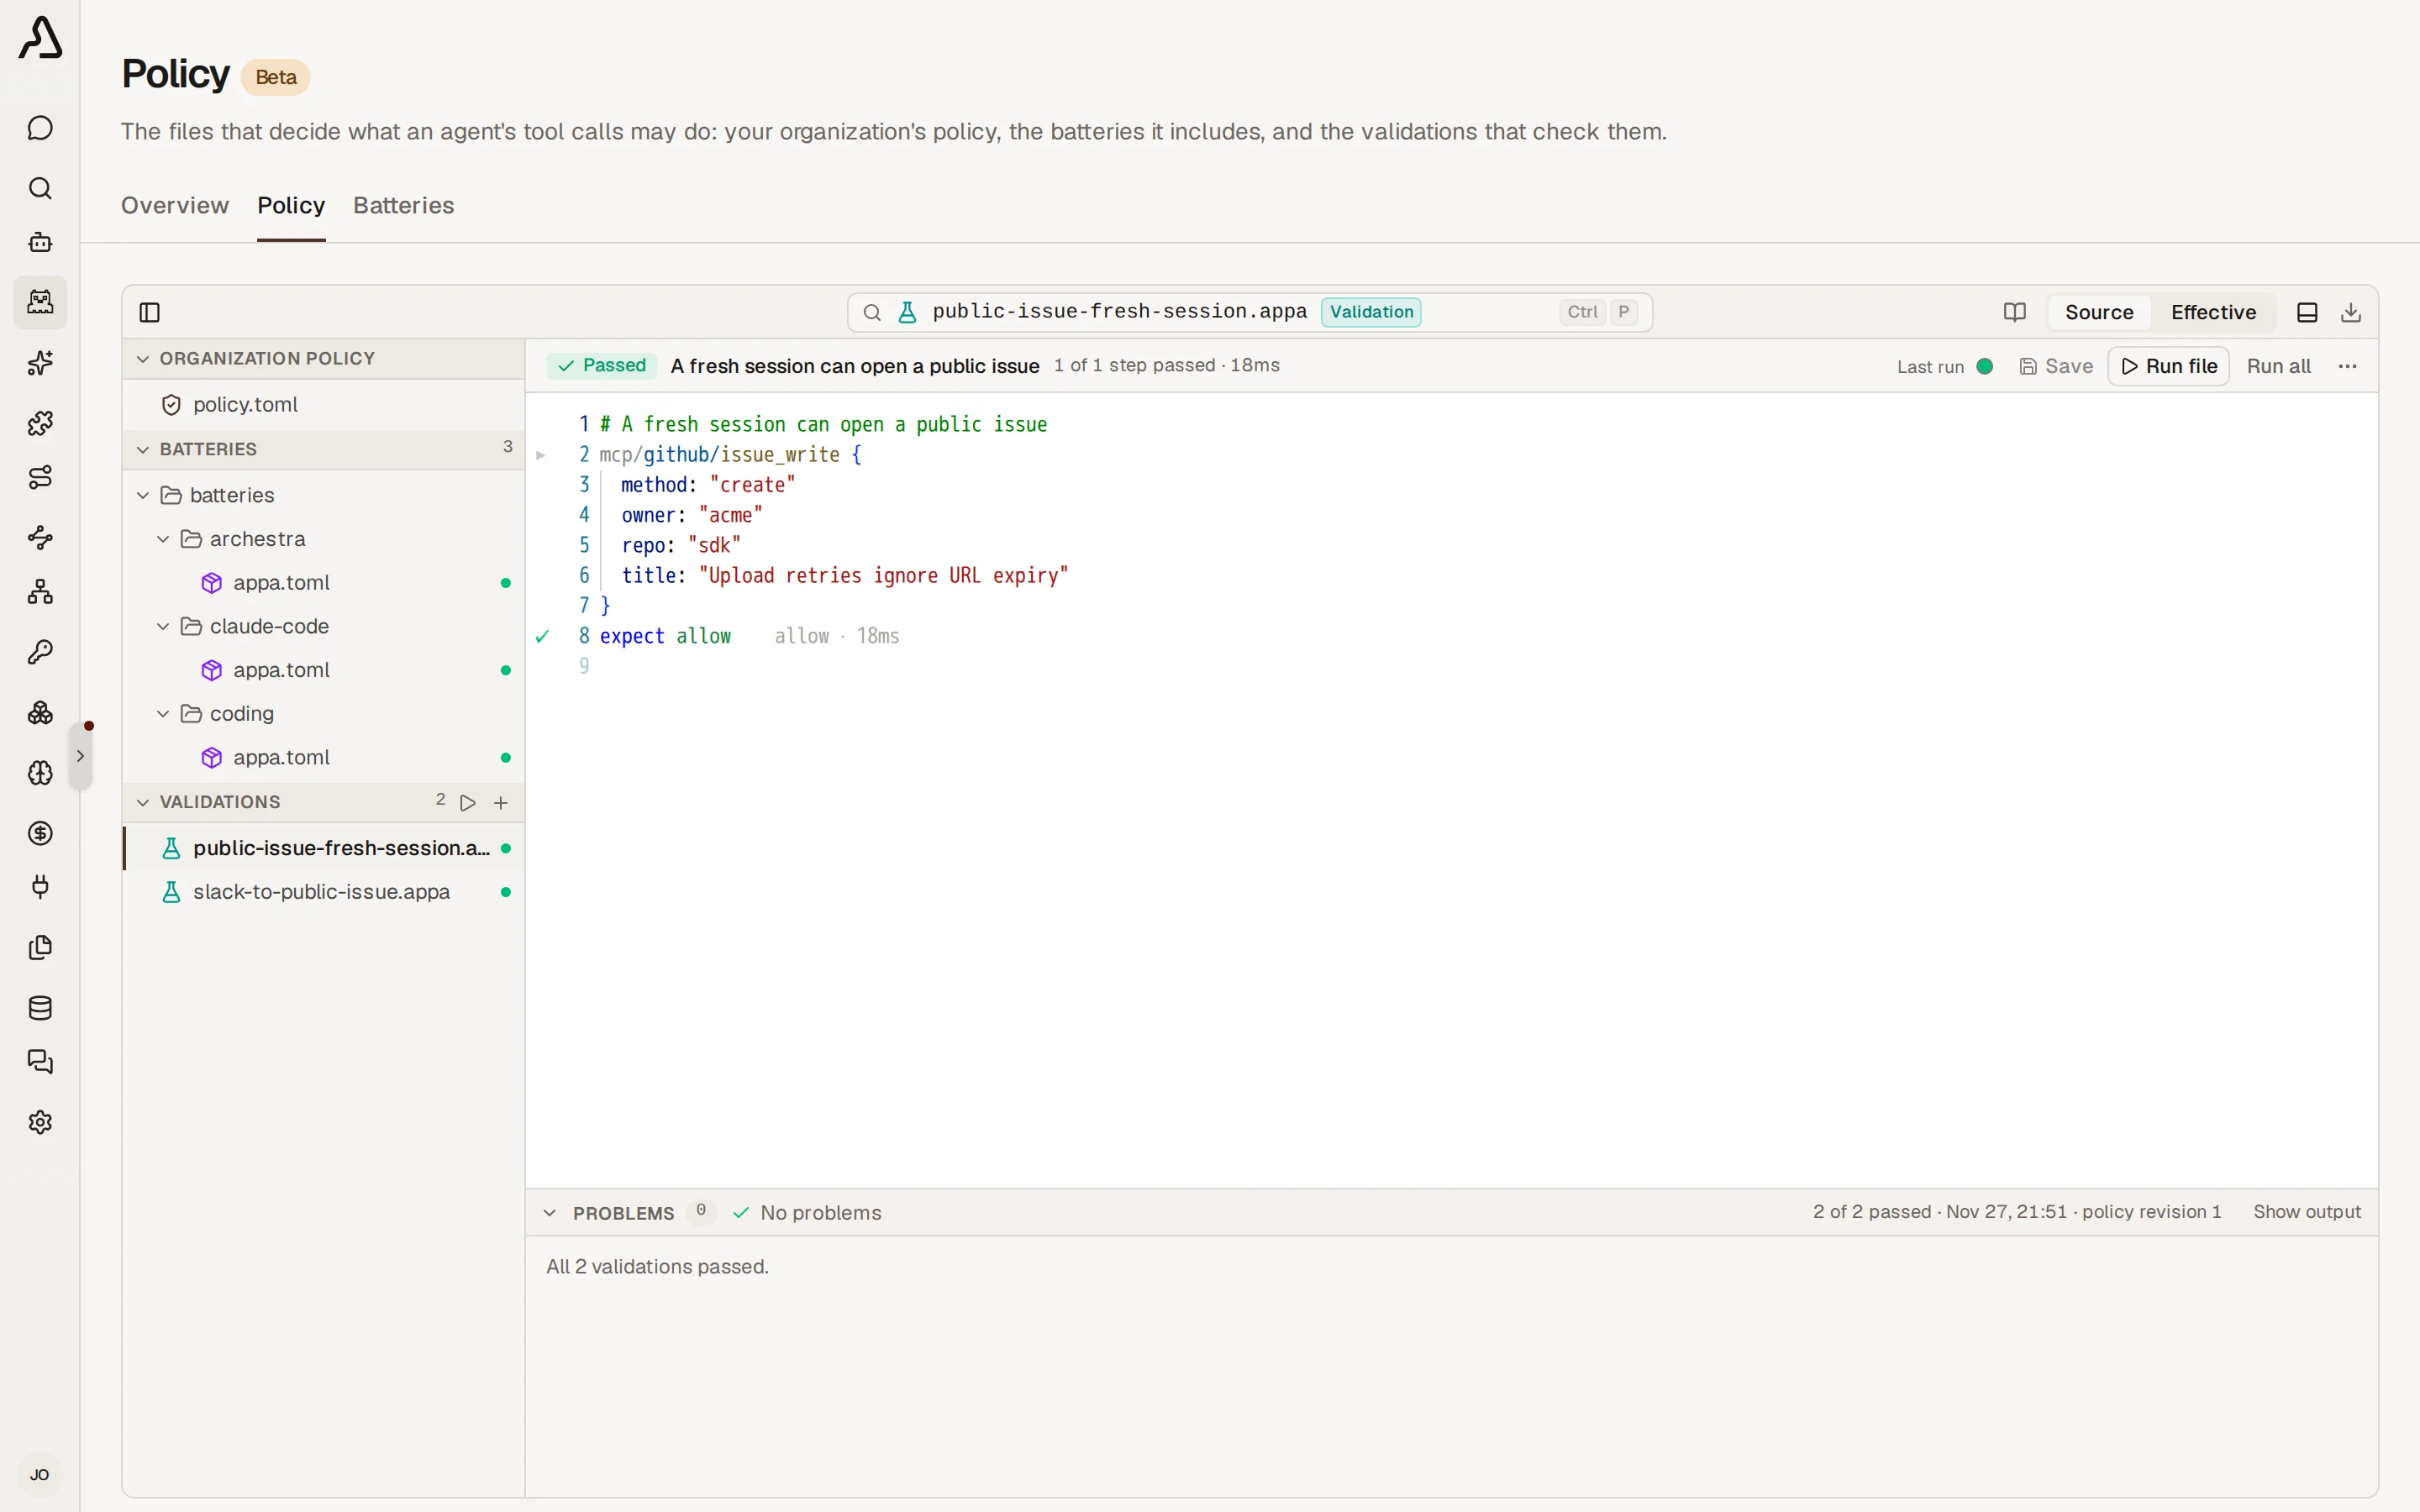 Policy Beta
The files that decide what an agent's tool calls may do: your organization's policy, the batteries it includes, and the validations that check them.
Overview Policy Batteries
public-issue-fresh-session.appa Validation Ctrl P Source Effective
ORGANIZATION POLICY
policy.toml
BATTERIES 3
batteries
archestra
appa.toml
claude-code
appa.toml
coding
appa.toml
VALIDATIONS 2
public-issue-fresh-session.a...
slack-to-public-issue.appa
Passed A fresh session can open a public issue 1 of 1 step passed · 18ms Last run Save Run file Run all
1 # A fresh session can open a public issue
2 mcp/github/issue_write {
3 method: "create"
4 owner: "acme"
5 repo: "sdk"
6 title: "Upload retries ignore URL expiry"
7 }
8 expect allow allow · 18ms
9
PROBLEMS 0 No problems 2 of 2 passed · Nov 27, 21:51 · policy revision 1 Show output
All 2 validations passed.
JO